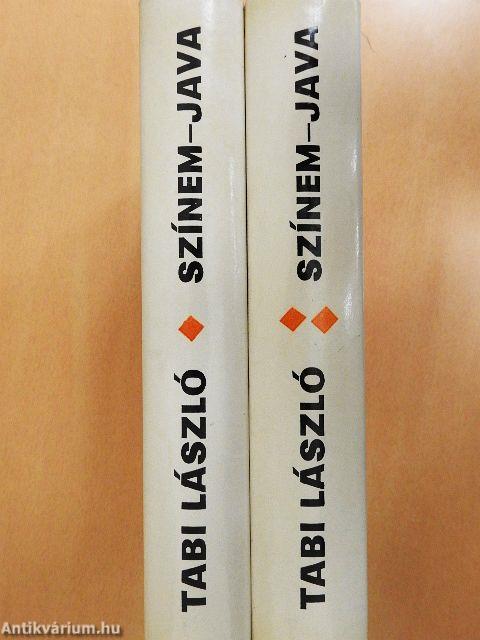 TABI LÁSZLÓ SZÍNEM–JAVA
TABI LÁSZLÓ SZÍNEM–JAVA
Antikvárium.hu